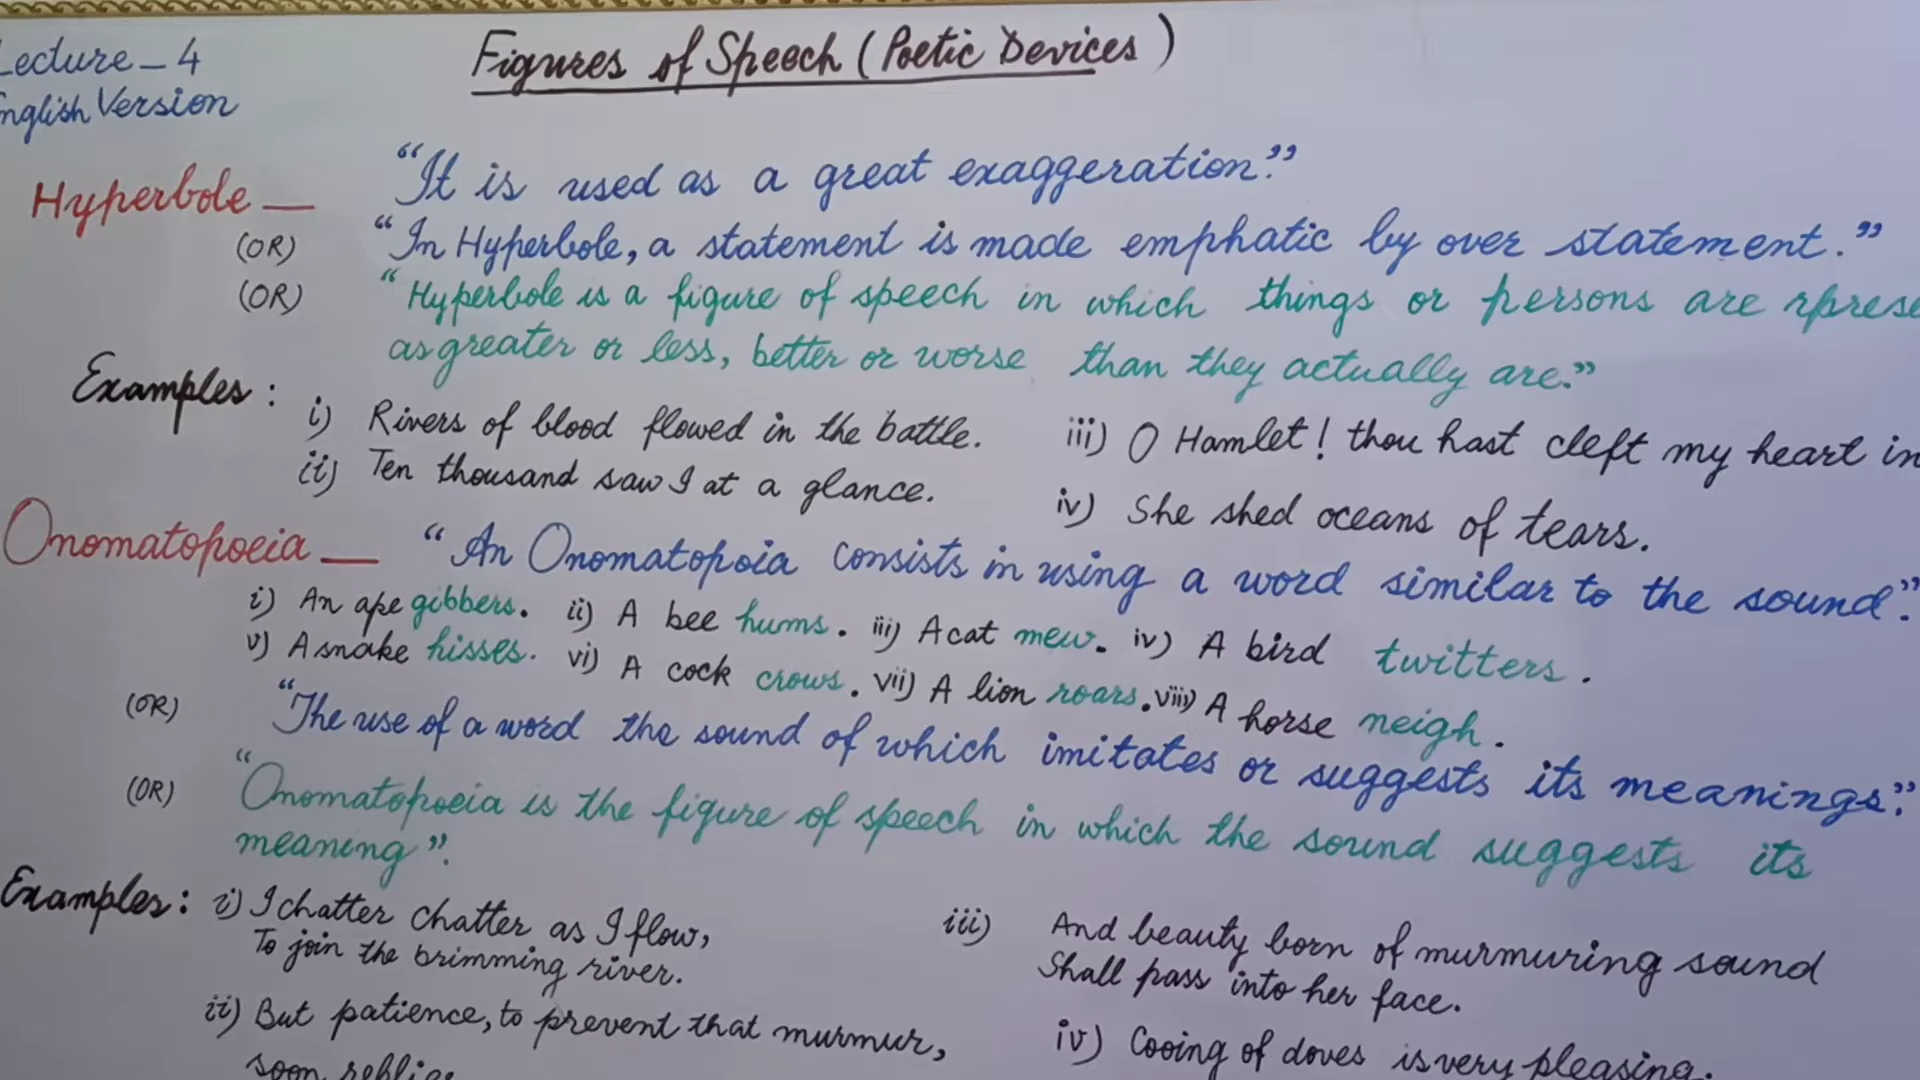 Lecture - 4
English Version
Figures of Speech (Poetic Devices)
Hyperbole — "It is used as a great exaggeration."
(OR) "In Hyperbole, a statement is made emphatic by over statement."
(OR) "Hyperbole is a figure of speech in which things or persons are rprese
as greater or less, better or worse than they actually are."
Examples:
i) Rivers of blood flowed in the battle.
ii) Ten thousand saw I at a glance.
iii) O Hamlet! thou hast cleft my heart in
iv) She shed oceans of tears.
Onomatopoeia — "An Onomatopoia consists in using a word similar to the sound."
i) An ape gibbers. ii) A bee hums. iii) A cat mew. iv) A bird twitters.
v) A snake hisses. vi) A cock crows. vii) A lion roars. viii) A horse neigh.
(OR) "The use of a word the sound of which imitates or suggests its meanings."
(OR) "Onomatopoeia is the figure of speech in which the sound suggests its
meaning".
Examples: i) I chatter chatter as I flow,
To join the brimming river.
ii) But patience, to prevent that murmur,
soon
iii) And beauty born of murmuring sound
Shall pass into her face.
iv) Cooing of doves is very pleasing.